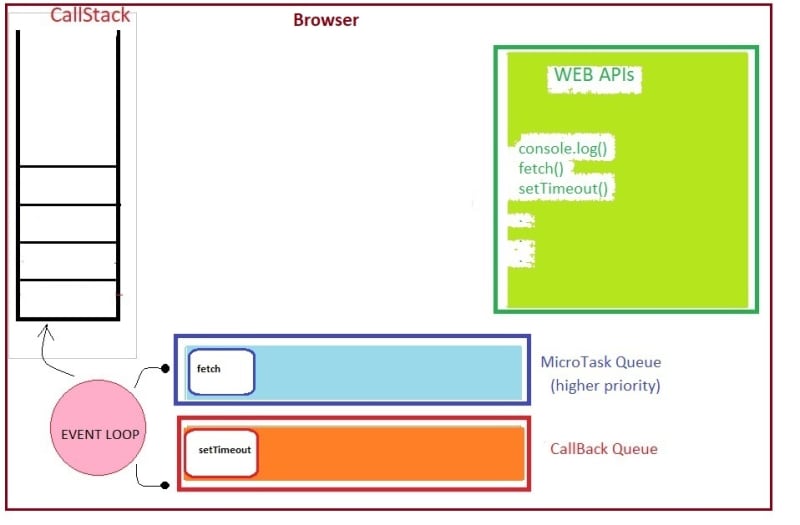 CallStack
Browser
WEB APIs
console.log()
fetch()
setTimeout()
fetch
MicroTask Queue
(higher priority)
EVENT LOOP
setTimeout
CallBack Queue